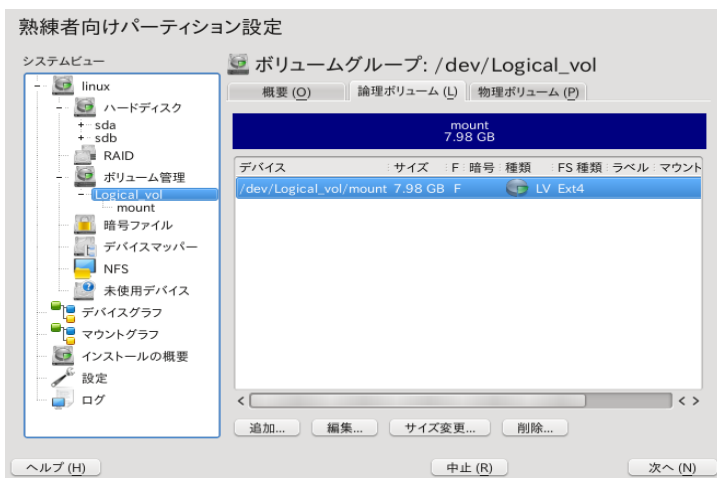 熟練者向けパーティション設定
システムビュー
linux
ハードディスク
sda
sdb
RAID
ボリューム管理
Logical_vol
mount
暗号ファイル
デバイスマッパー
NFS
未使用デバイス
デバイスグラフ
マウントグラフ
インストールの概要
設定
ログ
ボリュームグループ: /dev/Logical_vol
概要 (O) 論理ボリューム (L) 物理ボリューム (P)
mount
7.98 GB
デバイス サイズ F 暗号 種類 FS 種類 ラベル マウント
/dev/Logical_vol/mount 7.98 GB F LV Ext4
追加... 編集... サイズ変更... 削除...
ヘルプ (H) 中止 (R) 次へ (N)